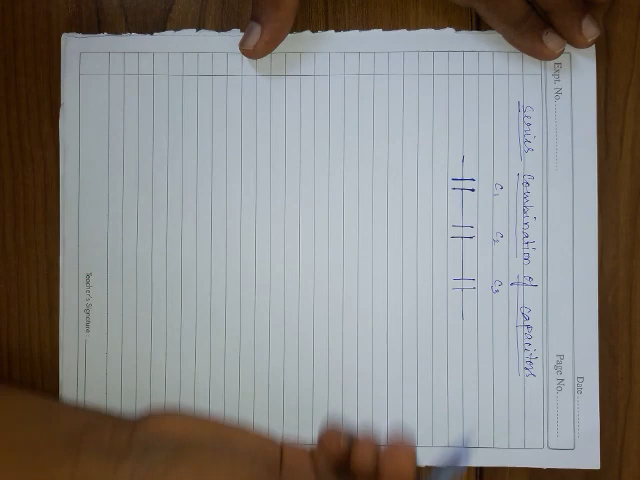 Date............
Expt. No..................
Page No.............
Series Combination of Capacitors
C1 C2 C3
Teacher's Signature :